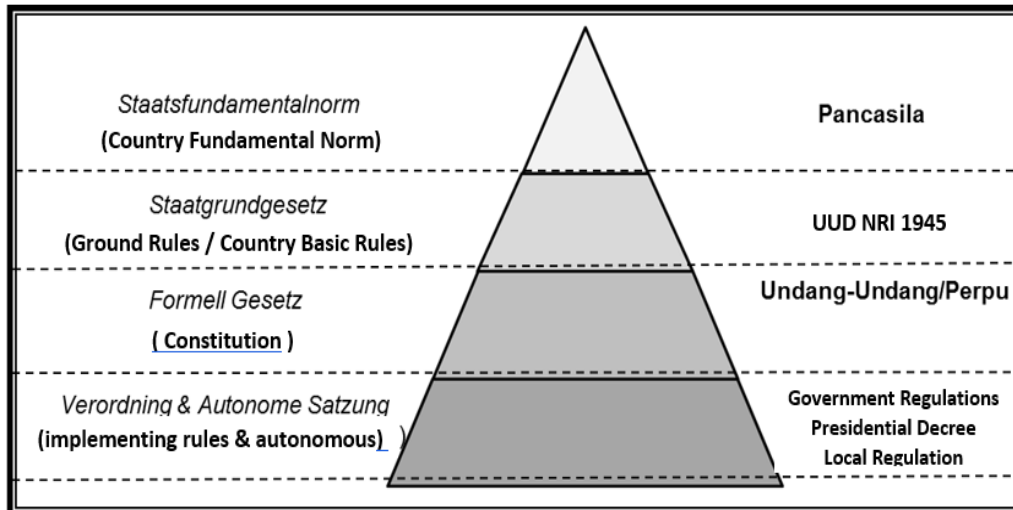 Staatsfundamentalnorm
(Country Fundamental Norm)
Pancasila
Staatgrundgesetz
(Ground Rules / Country Basic Rules)
UUD NRI 1945
Formell Gesetz
( Constitution )
Undang-Undang/Perpu
Verordning & Autonome Satzung
(implementing rules & autonomous) )
Government Regulations
Presidential Decree
Local Regulation